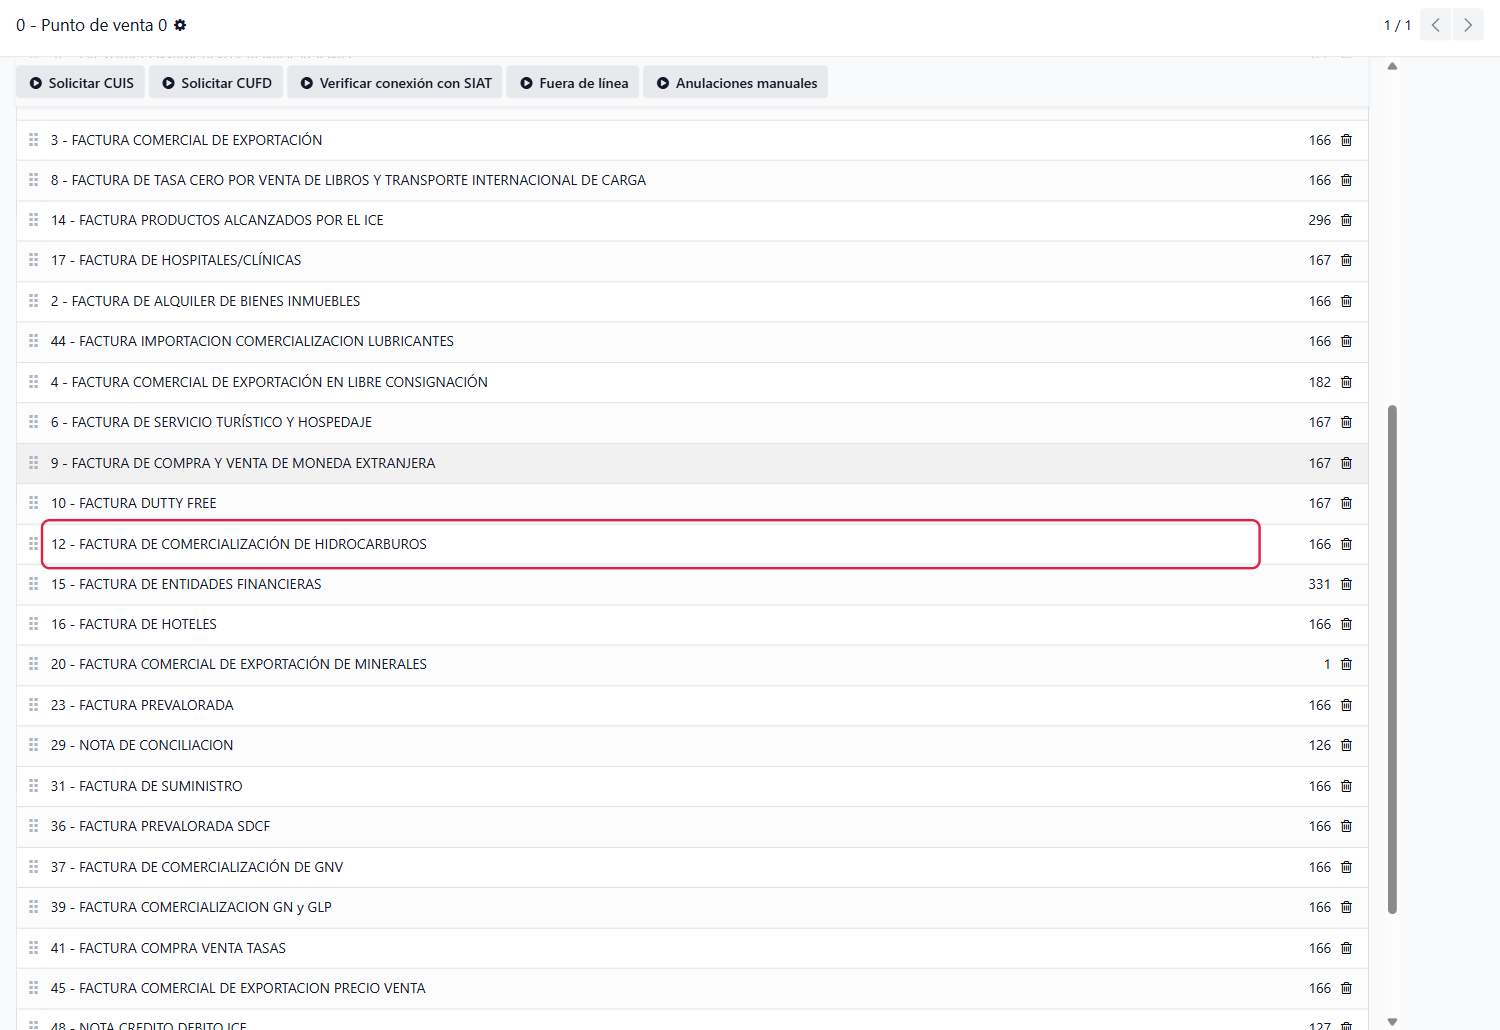 0 - Punto de venta 0
1 / 1
Solicitar CUIS
Solicitar CUFD
Verificar conexión con SIAT
Fuera de línea
Anulaciones manuales
3 - FACTURA COMERCIAL DE EXPORTACIÓN 166
8 - FACTURA DE TASA CERO POR VENTA DE LIBROS Y TRANSPORTE INTERNACIONAL DE CARGA 166
14 - FACTURA PRODUCTOS ALCANZADOS POR EL ICE 296
17 - FACTURA DE HOSPITALES/CLÍNICAS 167
2 - FACTURA DE ALQUILER DE BIENES INMUEBLES 166
44 - FACTURA IMPORTACION COMERCIALIZACION LUBRICANTES 166
4 - FACTURA COMERCIAL DE EXPORTACIÓN EN LIBRE CONSIGNACIÓN 182
6 - FACTURA DE SERVICIO TURÍSTICO Y HOSPEDAJE 167
9 - FACTURA DE COMPRA Y VENTA DE MONEDA EXTRANJERA 167
10 - FACTURA DUTTY FREE 167
12 - FACTURA DE COMERCIALIZACIÓN DE HIDROCARBUROS 166
15 - FACTURA DE ENTIDADES FINANCIERAS 331
16 - FACTURA DE HOTELES 166
20 - FACTURA COMERCIAL DE EXPORTACIÓN DE MINERALES 1
23 - FACTURA PREVALORADA 166
29 - NOTA DE CONCILIACION 126
31 - FACTURA DE SUMINISTRO 166
36 - FACTURA PREVALORADA SDCF 166
37 - FACTURA DE COMERCIALIZACIÓN DE GNV 166
39 - FACTURA COMERCIALIZACION GN y GLP 166
41 - FACTURA COMPRA VENTA TASAS 166
45 - FACTURA COMERCIAL DE EXPORTACION PRECIO VENTA 166
48 - NOTA CREDITO DEBITO ICE 127